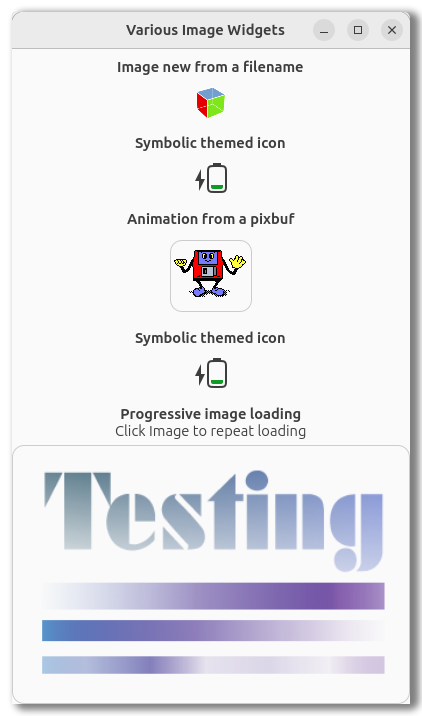 Various Image Widgets
Image new from a filename
Symbolic themed icon
Animation from a pixbuf
Symbolic themed icon
Progressive image loading
Click Image to repeat loading
Testing